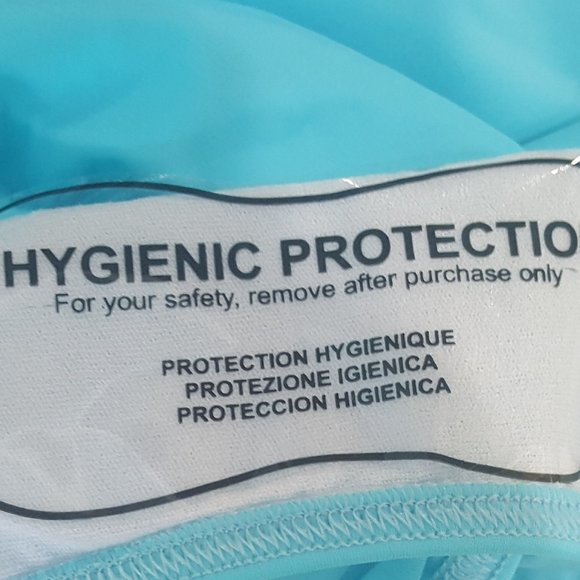 HYGIENIC PROTECTIO
For your safety, remove after purchase only
PROTECTION HYGIENIQUE
PROTEZIONE IGIENICA
PROTECCION HIGIENICA